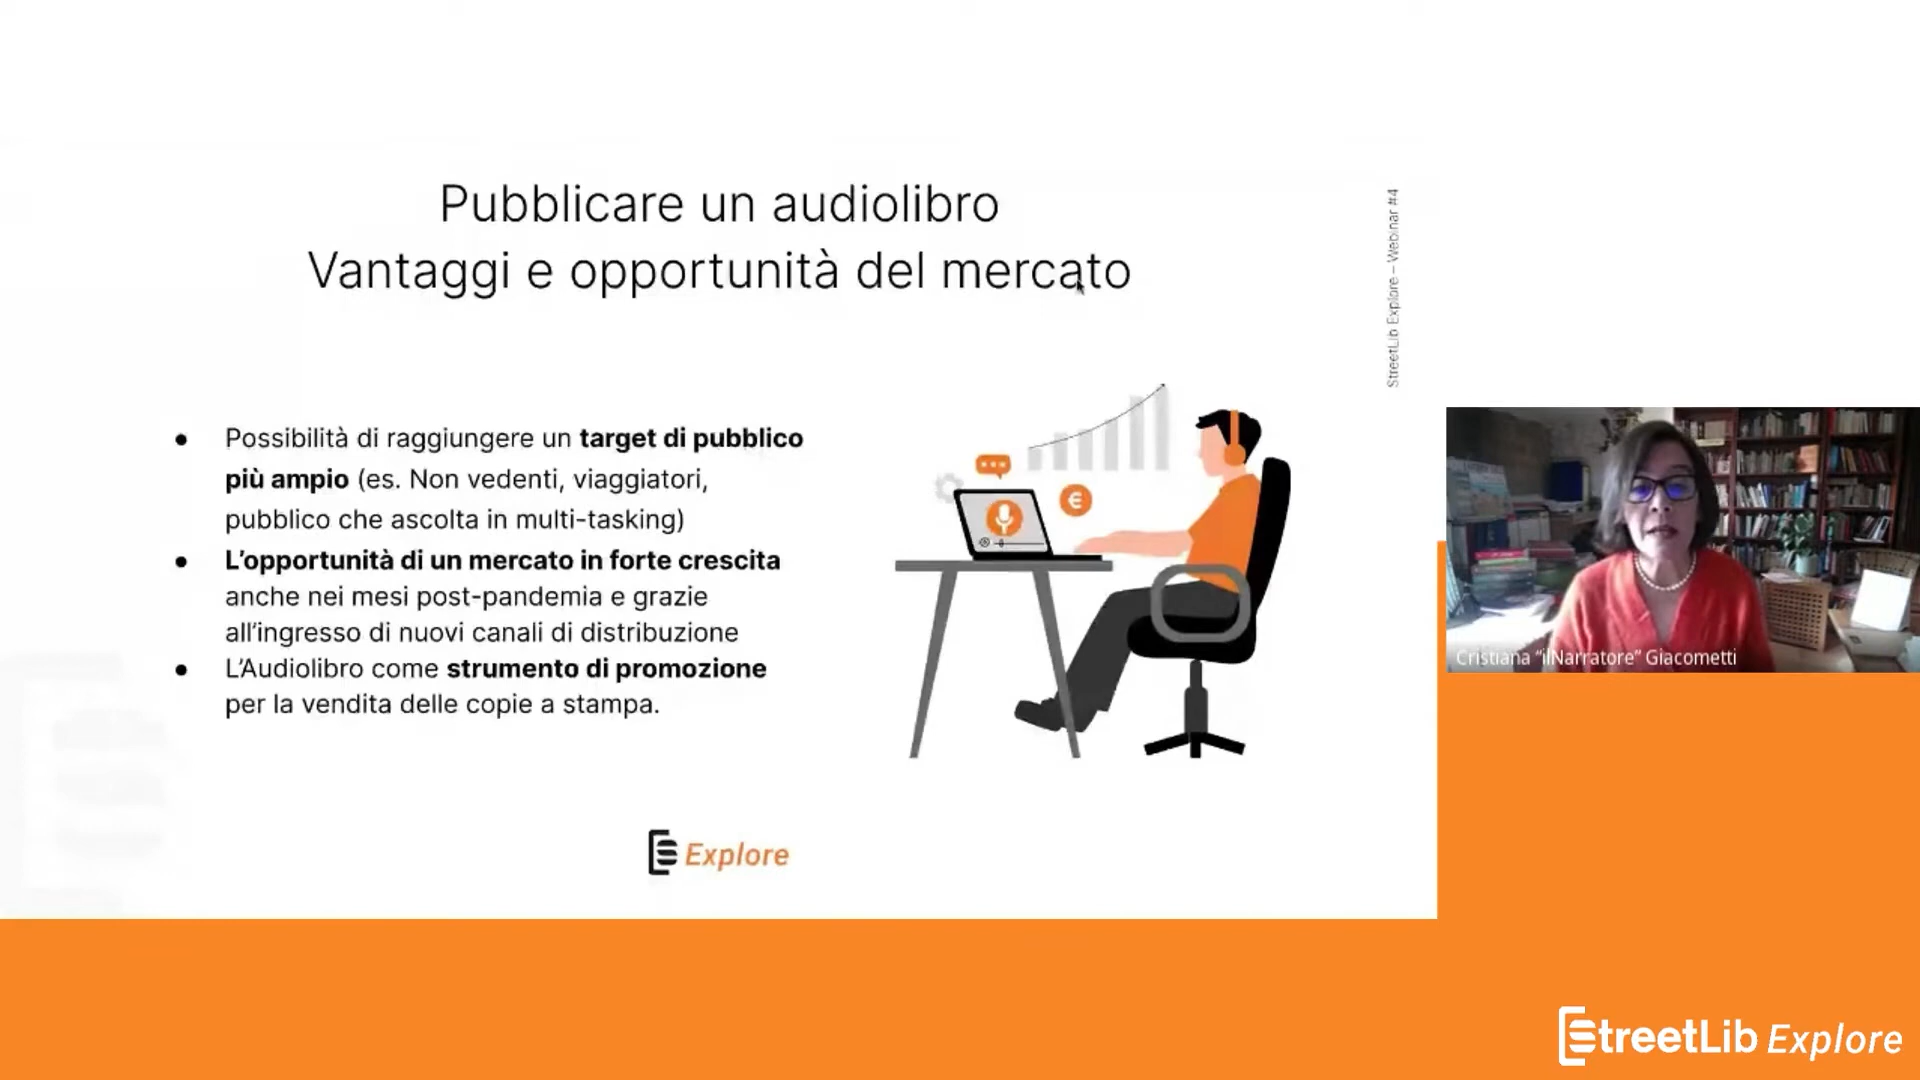 Pubblicare un audiolibro
Vantaggi e opportunità del mercato
StreetLib Explore – Webinar #4
● Possibilità di raggiungere un target di pubblico
più ampio (es. Non vedenti, viaggiatori,
pubblico che ascolta in multi-tasking)
● L’opportunità di un mercato in forte crescita
anche nei mesi post-pandemia e grazie
all’ingresso di nuovi canali di distribuzione
● L’Audiolibro come strumento di promozione
per la vendita delle copie a stampa.
€
Explore
Cristiana “ilNarratore” Giacometti
StreetLib Explore